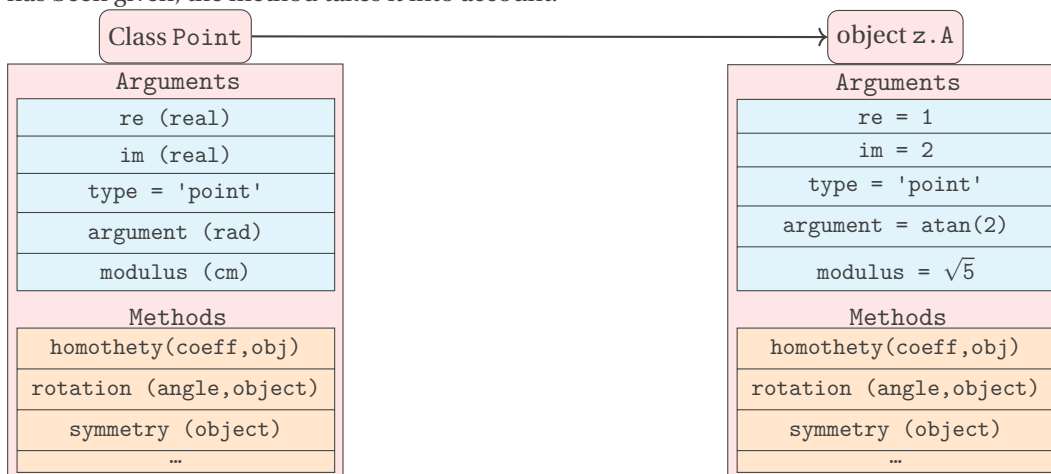 has been given, the method takes it into account.
Class Point
object z.A
Arguments
re (real)
im (real)
type = 'point'
argument (rad)
modulus (cm)
Methods
homothety(coeff,obj)
rotation (angle,object)
symmetry (object)
…
Arguments
re = 1
im = 2
type = 'point'
argument = atan(2)
modulus = √5
Methods
homothety(coeff,obj)
rotation (angle,object)
symmetry (object)
…